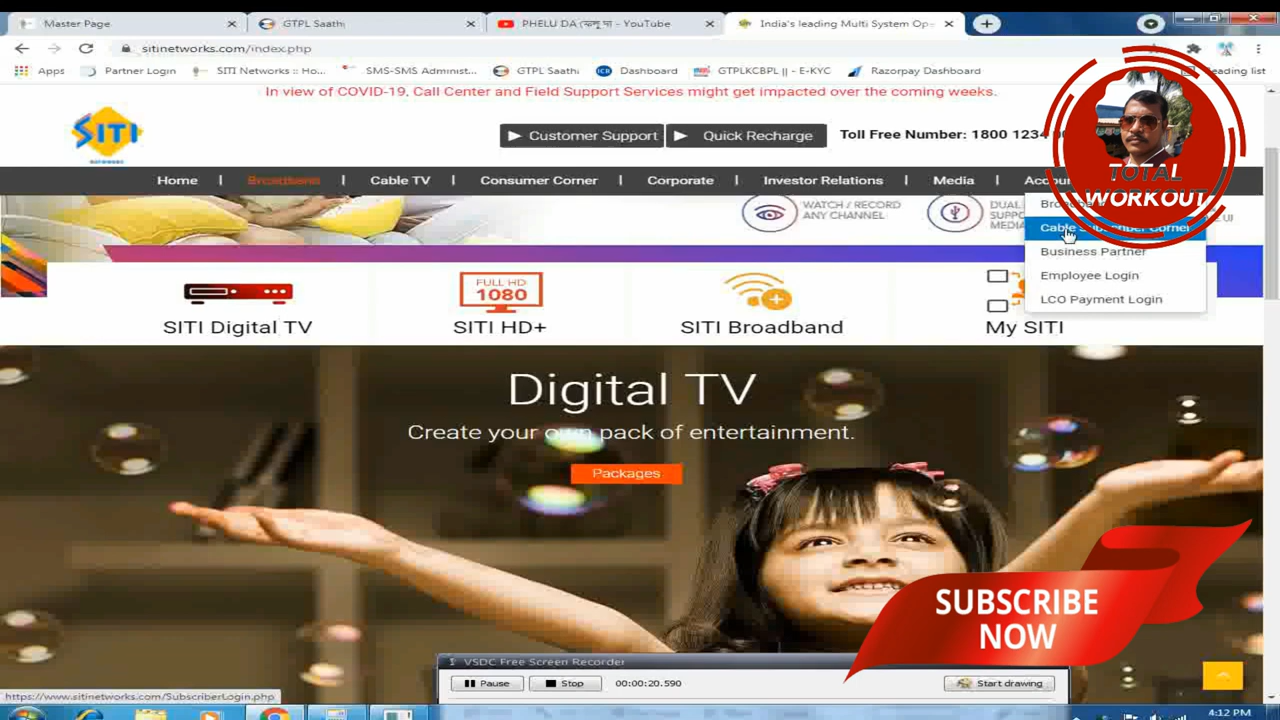 Master Page
GTPL Saathi
PHELU DA (ফেলু দা) - YouTube
India's leading Multi System Ope
sitinetworks.com/index.php
Apps
Partner Login
SITI Networks :: Ho...
SMS-SMS Administ...
GTPL Saathi
Dashboard
GTPLKCBPL || - E-KYC
Razorpay Dashboard
Reading list
In view of COVID-19, Call Center and Field Support Services might get impacted over the coming weeks.
SITI
Customer Support
Quick Recharge
Toll Free Number: 1800 1234
Home | Broadband | Cable TV | Consumer Corner | Corporate | Investor Relations | Media |
TOTAL
WORKOUT
WATCH / RECORD
ANY CHANNEL
Cable Subscriber Corner
Business Partner
Employee Login
LCO Payment Login
FULL HD
1080
SITI Digital TV
SITI HD+
SITI Broadband
My SITI
Digital TV
Create your own pack of entertainment.
Packages
SUBSCRIBE
NOW
VSDC Free Screen Recorder
Pause
Stop
00:00:20.590
Start drawing
https://www.sitinetworks.com/SubscriberLogin.php
4:12 PM